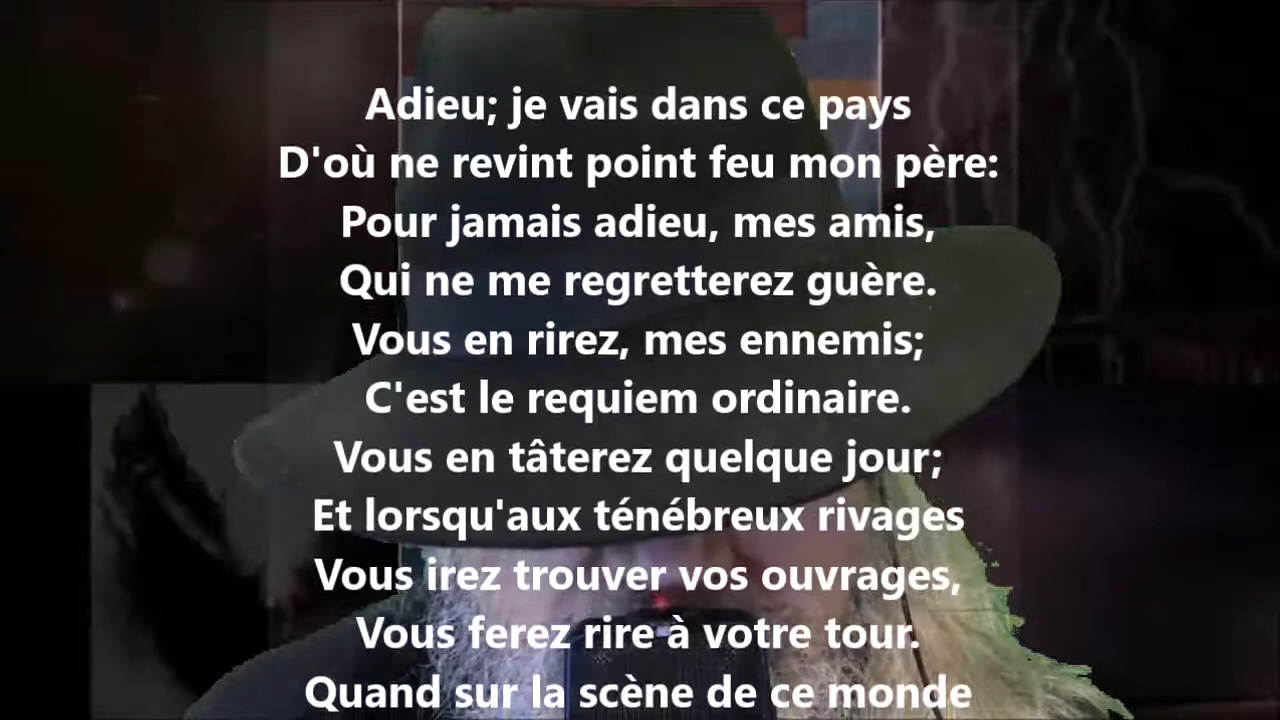 Adieu; je vais dans ce pays
D'où ne revint point feu mon père:
Pour jamais adieu, mes amis,
Qui ne me regretterez guère.
Vous en rirez, mes ennemis;
C'est le requiem ordinaire.
Vous en tâterez quelque jour;
Et lorsqu'aux ténébreux rivages
Vous irez trouver vos ouvrages,
Vous ferez rire à votre tour.
Quand sur la scène de ce monde